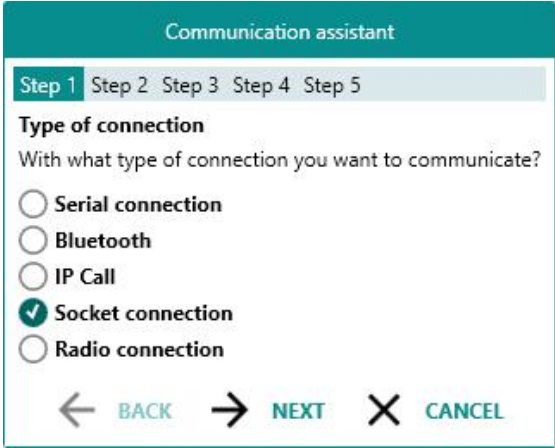 Communication assistant
Step 1 Step 2 Step 3 Step 4 Step 5
Type of connection
With what type of connection you want to communicate?
Serial connection
Bluetooth
IP Call
Socket connection
Radio connection
BACK NEXT CANCEL